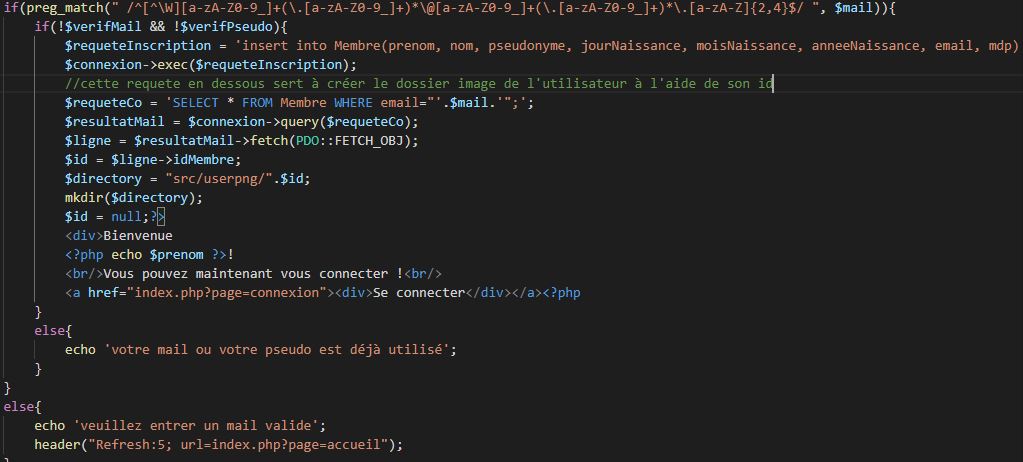 if(preg_match(" /^[^\W][a-zA-Z0-9_]+(\.[a-zA-Z0-9_]+)*\@[a-zA-Z0-9_]+(\.[a-zA-Z0-9_]+)*\.[a-zA-Z]{2,4}$/ ", $mail)){
if(!$verifMail && !$verifPseudo){
$requeteInscription = 'insert into Membre(prenom, nom, pseudonyme, jourNaissance, moisNaissance, anneeNaissance, email, mdp)
$connexion->exec($requeteInscription);
//cette requete en dessous sert à créer le dossier image de l'utilisateur à l'aide de son id
$requeteCo = 'SELECT * FROM Membre WHERE email="'.$mail.'";';
$resultatMail = $connexion->query($requeteCo);
$ligne = $resultatMail->fetch(PDO::FETCH_OBJ);
$id = $ligne->idMembre;
$directory = "src/userpng/".$id;
mkdir($directory);
$id = null;?>
<div>Bienvenue
<?php echo $prenom ?>!
<br/>Vous pouvez maintenant vous connecter !<br/>
<a href="index.php?page=connexion"><div>Se connecter</div></a><?php
}
else{
echo 'votre mail ou votre pseudo est déjà utilisé';
}
}
else{
echo 'veuillez entrer un mail valide';
header("Refresh:5; url=index.php?page=accueil");
}